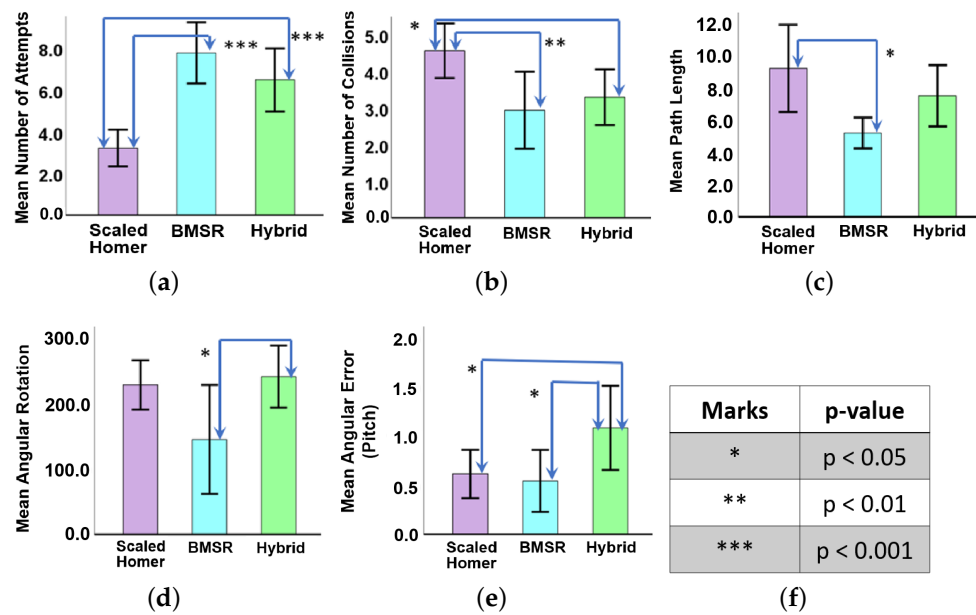 Mean Number of Attempts
8.0
6.0
4.0
2.0
0.0
***
***
Scaled Homer
BMSR
Hybrid
(a)
Mean Number of Collisions
5.0
4.0
3.0
2.0
1.0
0.0
*
**
Scaled Homer
BMSR
Hybrid
(b)
Mean Path Length
12.0
10.0
8.0
6.0
4.0
2.0
0.0
*
Scaled Homer
BMSR
Hybrid
(c)
Mean Angular Rotation
300.0
200.0
100.0
0.0
*
Scaled Homer
BMSR
Hybrid
(d)
Mean Angular Error
(Pitch)
2.0
1.5
1.0
0.5
0.0
*
*
Scaled Homer
BMSR
Hybrid
(e)
Marks p-value
* p < 0.05
** p < 0.01
*** p < 0.001
(f)